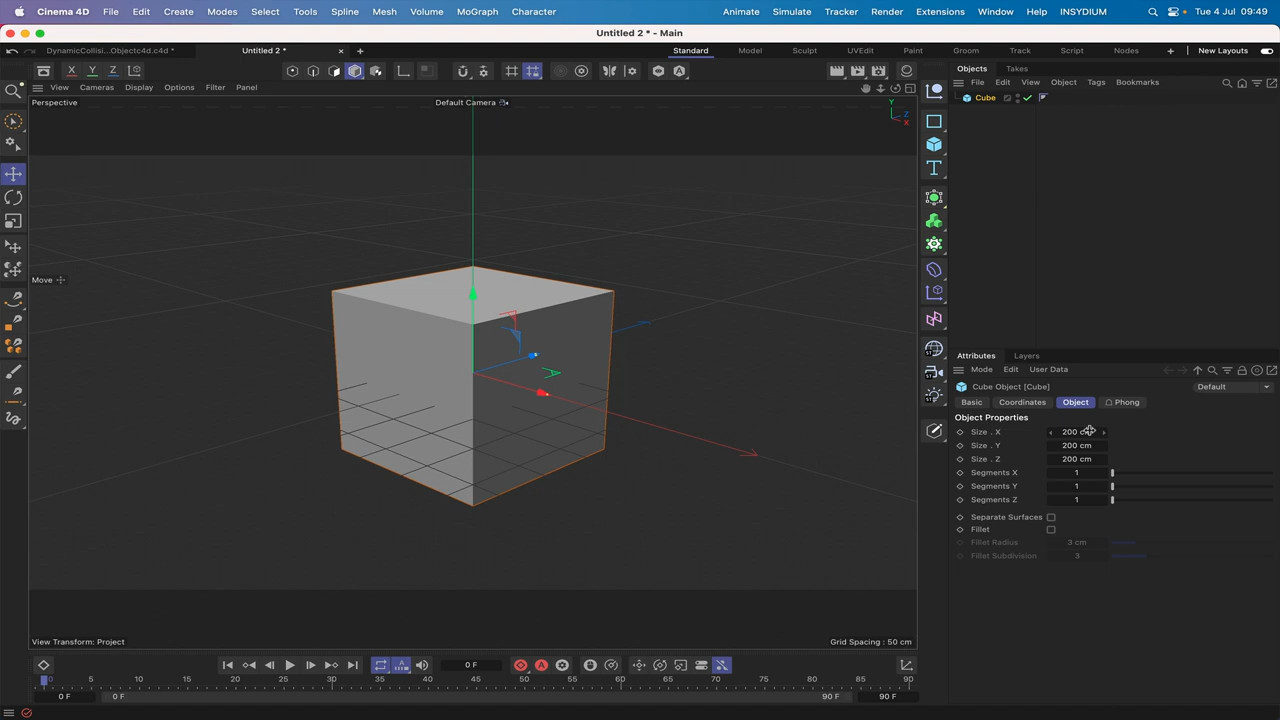 Cinema 4D File Edit Create Modes Select Tools Spline Mesh Volume MoGraph Character Animate Simulate Tracker Render Extensions Window Help INSYDIUM Tue 4 Jul 09:49
Untitled 2 * - Main
DynamicCollisi...Objectc4d.c4d * Untitled 2 * Standard Model Sculpt UVEdit Paint Groom Track Script Nodes New Layouts
X Y Z
Objects Takes
View Cameras Display Options Filter Panel
File Edit View Object Tags Bookmarks
Perspective
Default Camera
Cube
Y
Z
X
Move
Attributes Layers
Mode Edit User Data
Cube Object [Cube] Default
Basic Coordinates Object Phong
Object Properties
Size . X 200 c
Size . Y 200 cm
Size . Z 200 cm
Segments X 1
Segments Y 1
Segments Z 1
Separate Surfaces
Fillet
Fillet Radius 3 cm
Fillet Subdivision 3
View Transform: Project
Grid Spacing : 50 cm
0 F
0 5 10 15 20 25 30 35 40 45 50 55 60 65 70 75 80 85 90
0 F 0 F 90 F 90 F